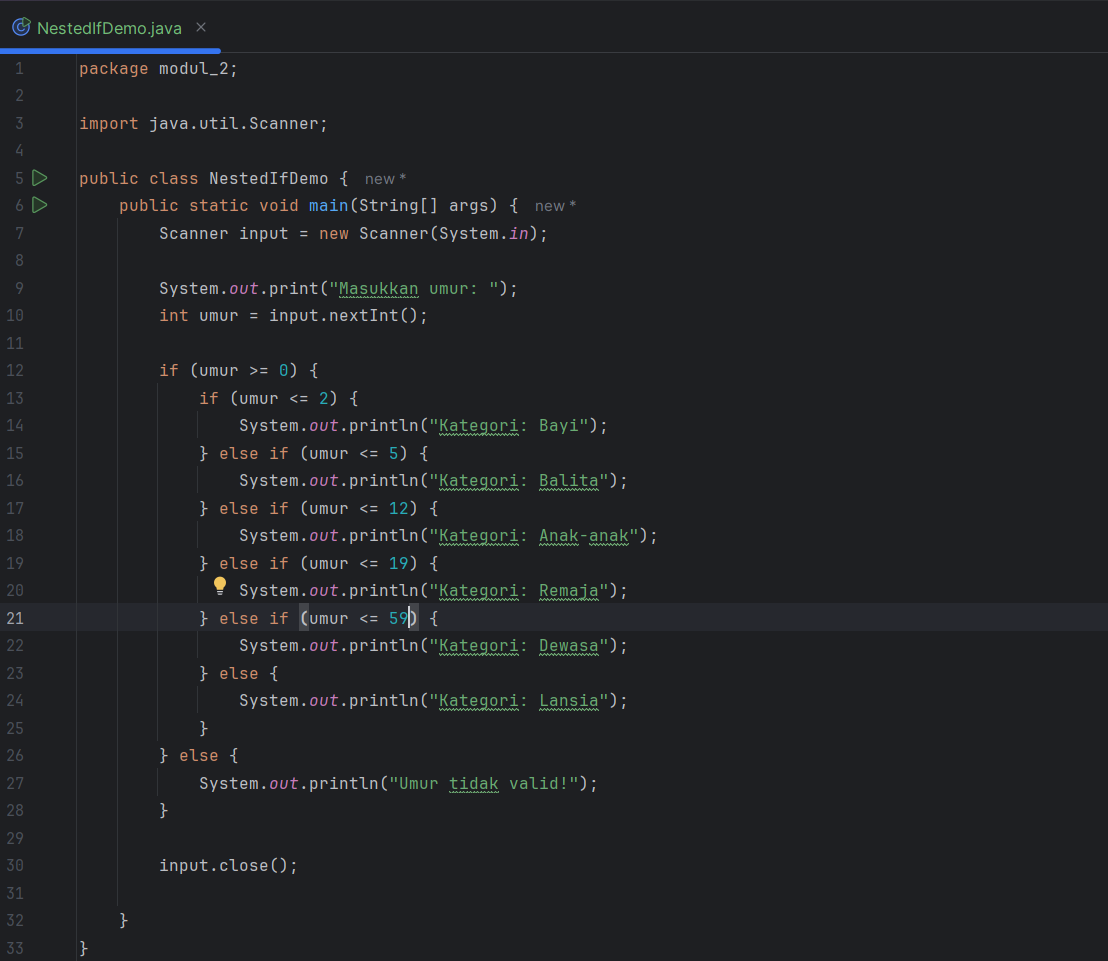 NestedIfDemo.java ×
1 package modul_2;
2
3 import java.util.Scanner;
4
5 public class NestedIfDemo { new *
6     public static void main(String[] args) { new *
7         Scanner input = new Scanner(System.in);
8
9         System.out.print("Masukkan umur: ");
10         int umur = input.nextInt();
11
12         if (umur >= 0) {
13             if (umur <= 2) {
14                 System.out.println("Kategori: Bayi");
15             } else if (umur <= 5) {
16                 System.out.println("Kategori: Balita");
17             } else if (umur <= 12) {
18                 System.out.println("Kategori: Anak-anak");
19             } else if (umur <= 19) {
20                 System.out.println("Kategori: Remaja");
21             } else if (umur <= 59) {
22                 System.out.println("Kategori: Dewasa");
23             } else {
24                 System.out.println("Kategori: Lansia");
25             }
26         } else {
27             System.out.println("Umur tidak valid!");
28         }
29
30         input.close();
31
32     }
33 }